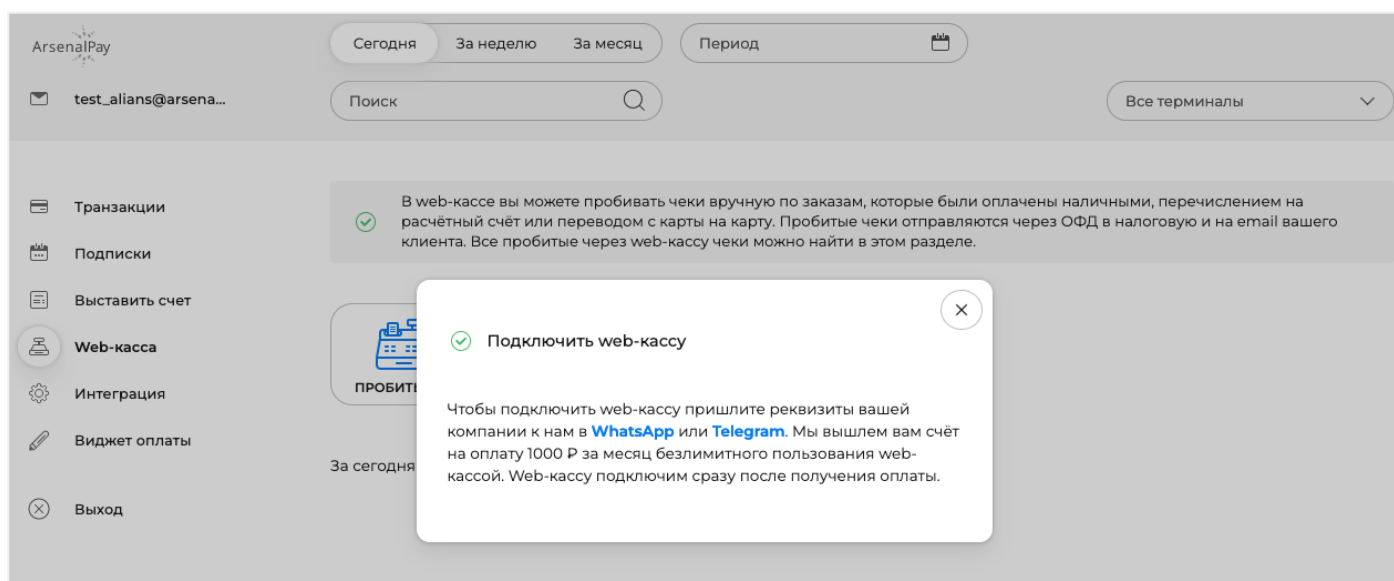 ArsenalPay
Сегодня За неделю За месяц Период
test_alians@arsena...
Поиск
Все терминалы
Транзакции
Подписки
Выставить счет
Web-касса
Интеграция
Виджет оплаты
Выход
В web-кассе вы можете пробивать чеки вручную по заказам, которые были оплачены наличными, перечислением на
расчётный счёт или переводом с карты на карту. Пробитые чеки отправляются через ОФД в налоговую и на email вашего
клиента. Все пробитые через web-кассу чеки можно найти в этом разделе.
ПРОБИТЬ
За сегодня
Подключить web-кассу
Чтобы подключить web-кассу пришлите реквизиты вашей
компании к нам в WhatsApp или Telegram. Мы вышлем вам счёт
на оплату 1000 ₽ за месяц безлимитного пользования web-
кассой. Web-кассу подключим сразу после получения оплаты.